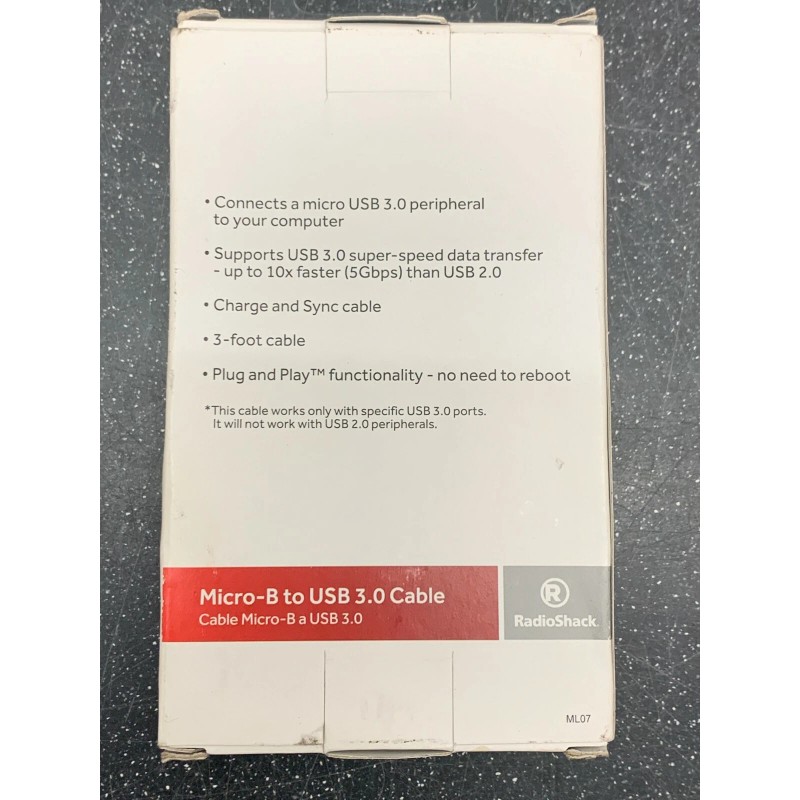 • Connects a micro USB 3.0 peripheral
to your computer
• Supports USB 3.0 super-speed data transfer
- up to 10x faster (5Gbps) than USB 2.0
• Charge and Sync cable
• 3-foot cable
• Plug and Play™ functionality - no need to reboot
*This cable works only with specific USB 3.0 ports.
It will not work with USB 2.0 peripherals.
Micro-B to USB 3.0 Cable
Cable Micro-B a USB 3.0
R
RadioShack
ML07